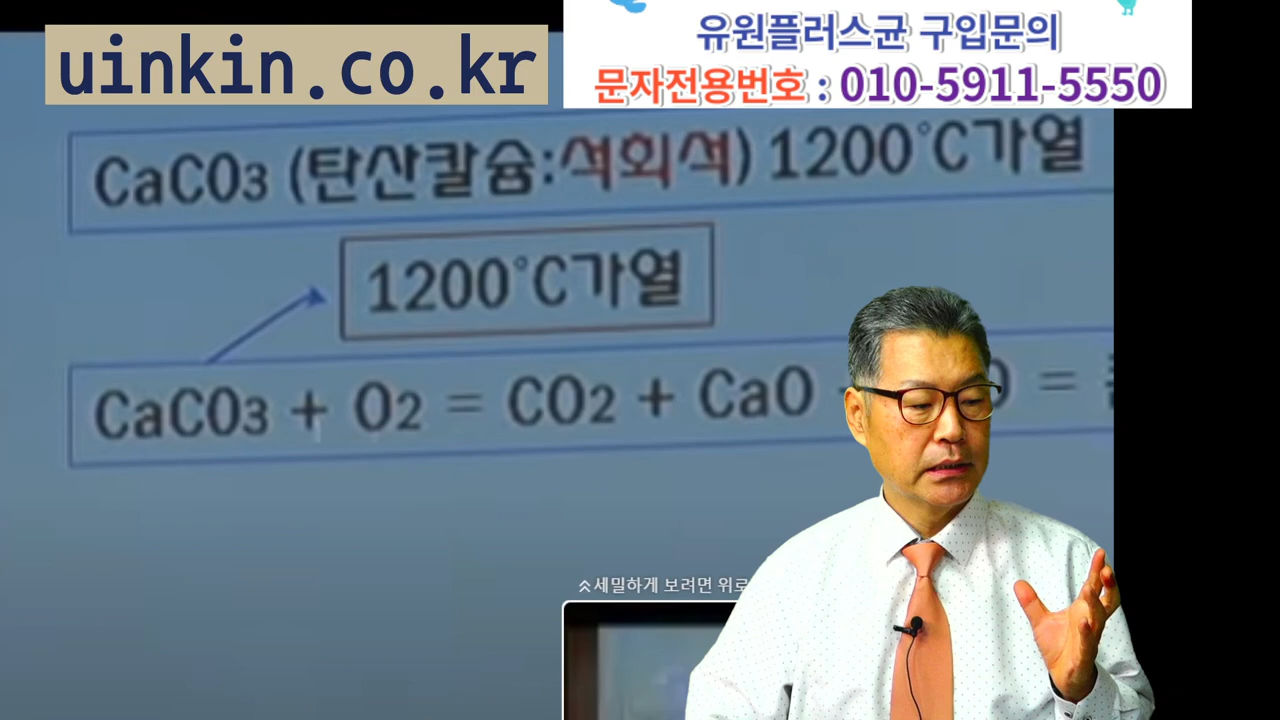 uinkin.co.kr
유원플러스균 구입문의
문자전용번호 : 010-5911-5550
CaCO3 (탄산칼슘:석회석) 1200°C가열
1200°C가열
CaCO3 + O2 = CO2 + CaO
=
세밀하게 보려면 위로